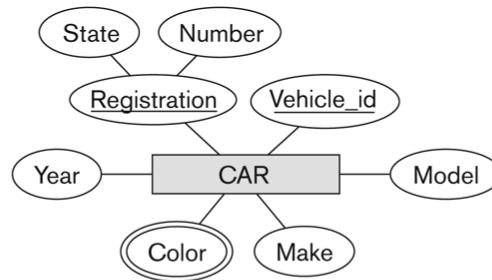 State
Number
Registration
Vehicle_id
Year
CAR
Model
Color
Make